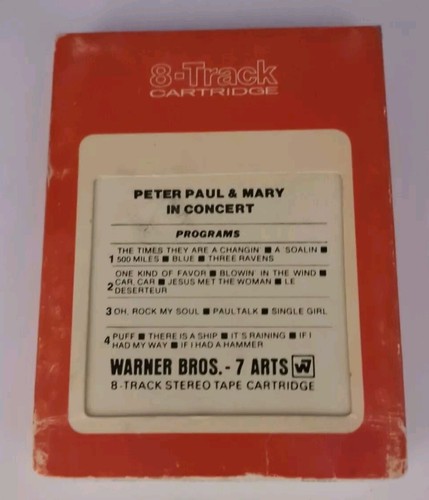 8-Track
CARTRIDGE
PETER PAUL & MARY
IN CONCERT
PROGRAMS
1 THE TIMES THEY ARE A CHANGIN' ■ A 'SOALIN ■
500 MILES ■ BLUE ■ THREE RAVENS
2 ONE KIND OF FAVOR ■ BLOWIN' IN THE WIND ■
CAR, CAR ■ JESUS MET THE WOMAN ■ LE
DESERTEUR
3 OH, ROCK MY SOUL ■ PAULTALK ■ SINGLE GIRL
4 PUFF ■ THERE IS A SHIP ■ IT'S RAINING ■ IF I
HAD MY WAY ■ IF I HAD A HAMMER
WARNER BROS.- 7 ARTS W7
8-TRACK STEREO TAPE CARTRIDGE